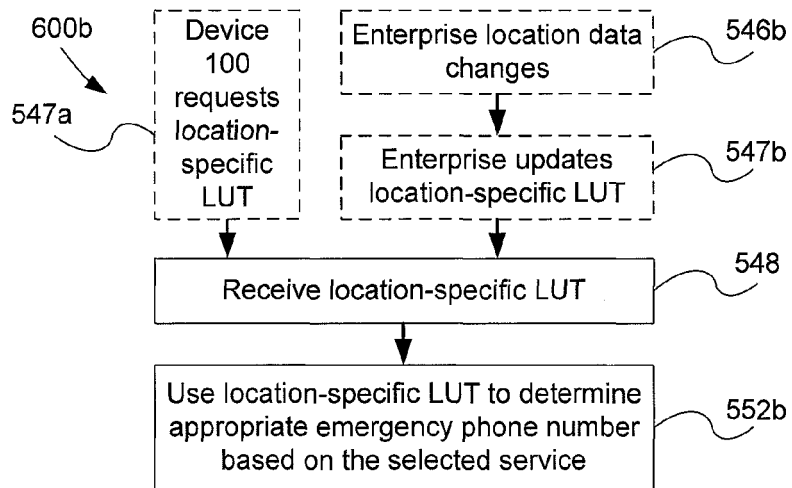 600b
547a
Device
100
requests
location-
specific
LUT
Enterprise location data
changes
546b
Enterprise updates
location-specific LUT
547b
Receive location-specific LUT
548
Use location-specific LUT to determine
appropriate emergency phone number
based on the selected service
552b